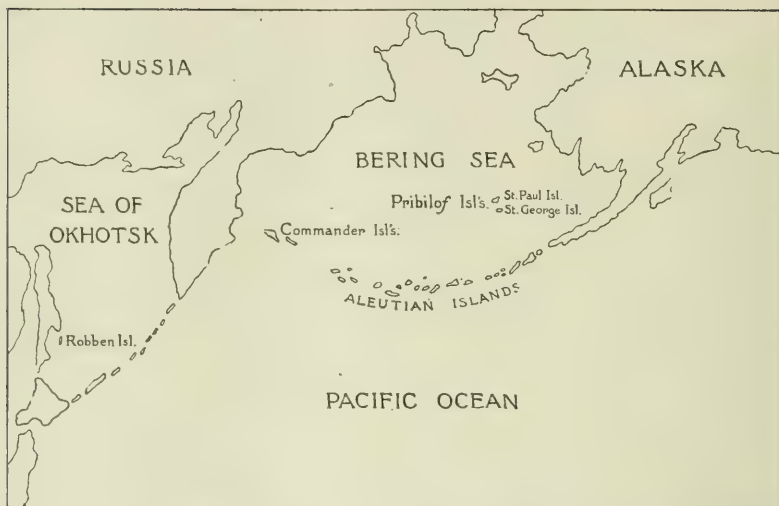 RUSSIA
ALASKA
BERING SEA
Pribilof Isl's.
St. Paul Isl.
St. George Isl.
SEA OF
OKHOTSK
Commander Isl's.
ALEUTIAN ISLANDS
Robben Isl.
PACIFIC OCEAN